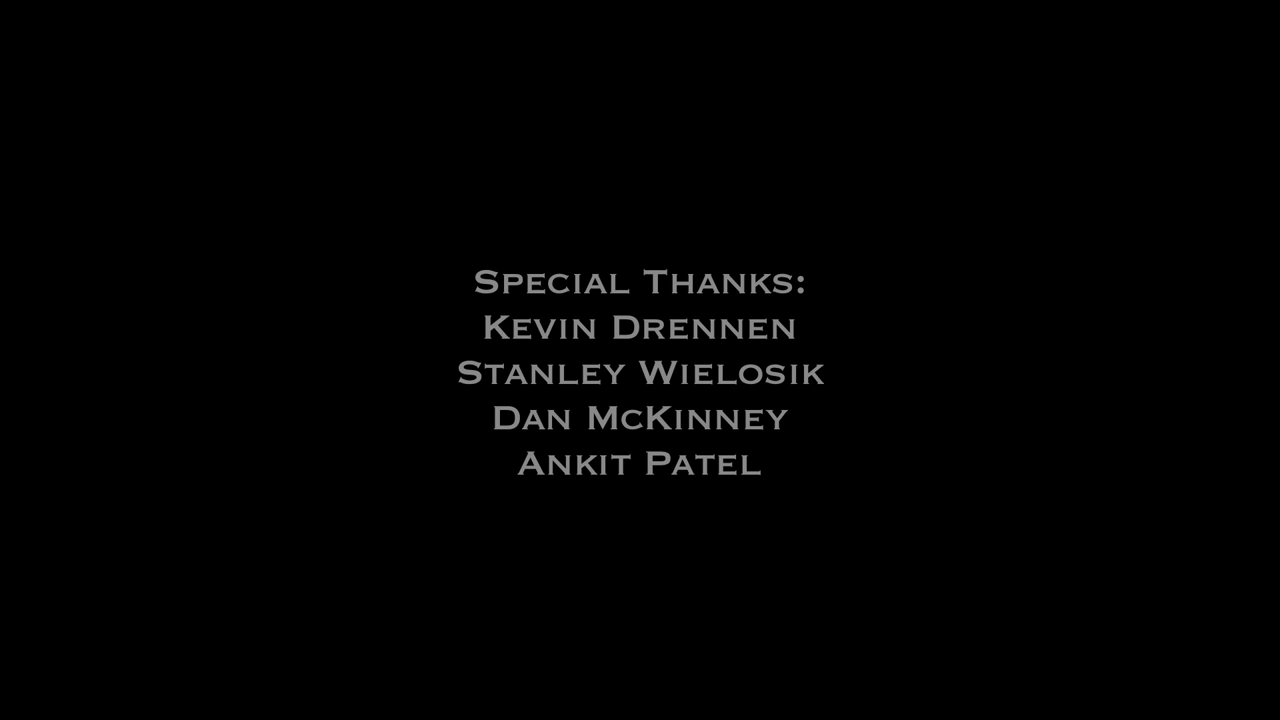 Special Thanks:
Kevin Drennen
Stanley Wielosik
Dan McKinney
Ankit Patel